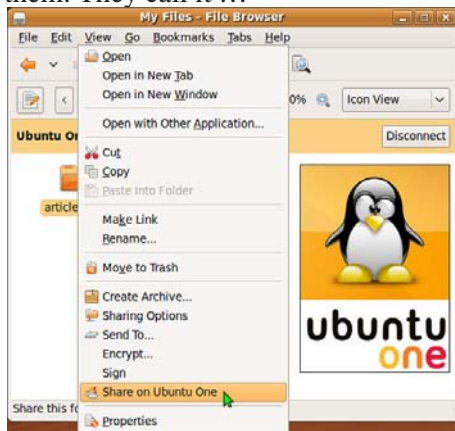 them. They call it …
My Files - File Browser
File Edit View Go Bookmarks Tabs Help
Open
Open in New Tab
Open in New Window
0% Icon View
Open with Other Application...
Ubuntu On Disconnect
Cut
Copy
Paste Into Folder
article
Make Link
Rename...
Move to Trash
Create Archive...
Sharing Options
Send To...
Encrypt...
Sign
Share on Ubuntu One
ubuntu
one
Share this fo
Properties